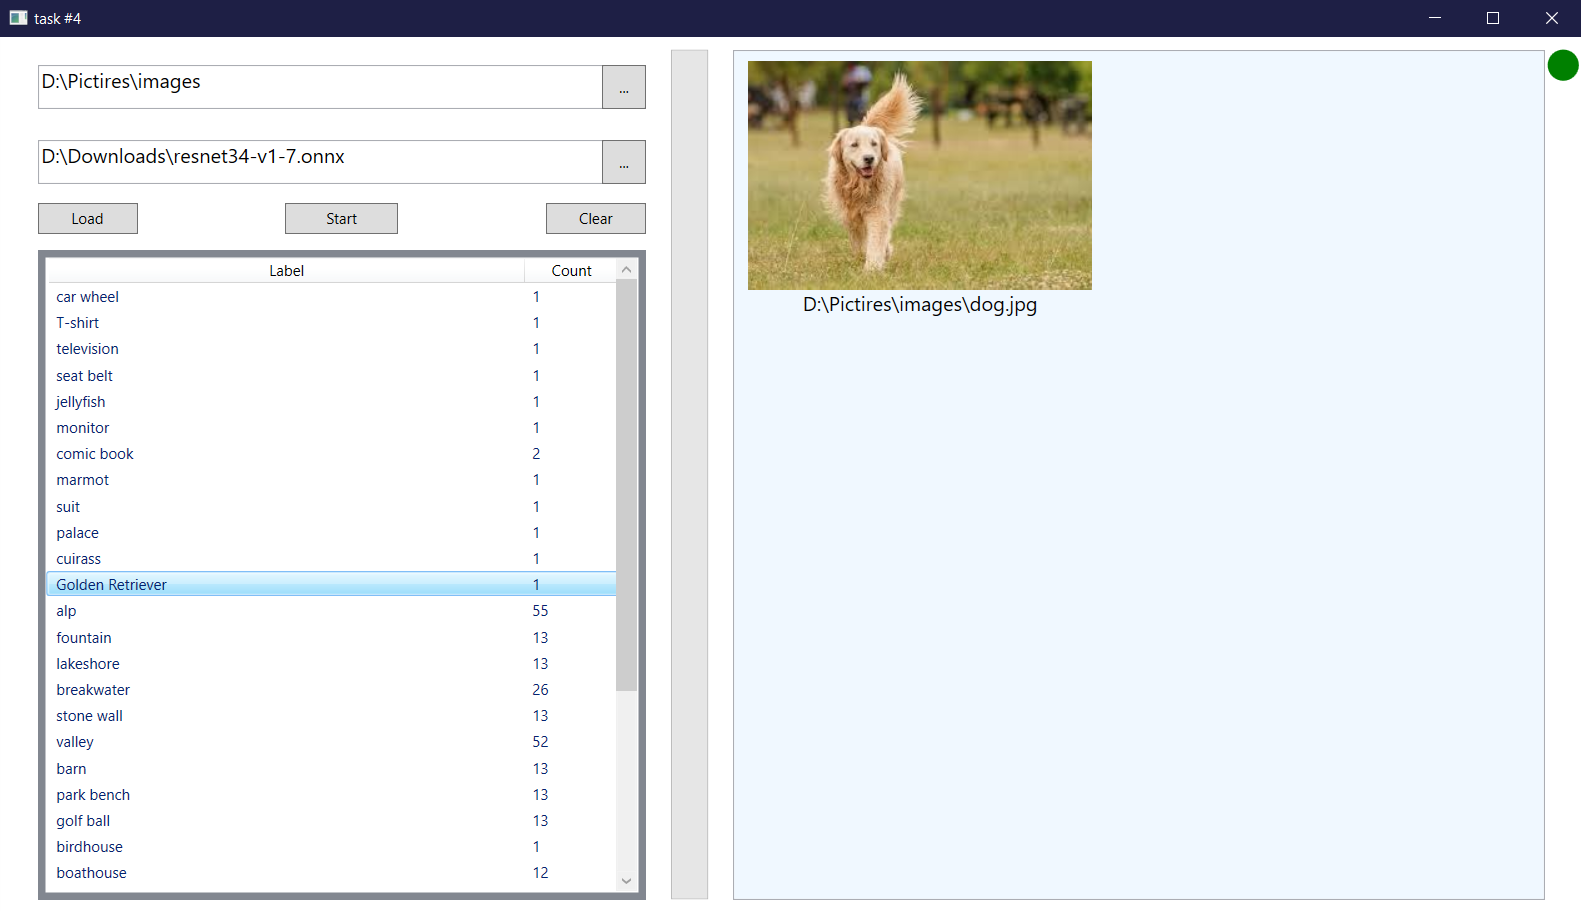 task #4
D:\Pictires\images
...
D:\Downloads\resnet34-v1-7.onnx
...
Load Start Clear
Label Count
car wheel 1
T-shirt 1
television 1
seat belt 1
jellyfish 1
monitor 1
comic book 2
marmot 1
suit 1
palace 1
cuirass 1
Golden Retriever 1
alp 55
fountain 13
lakeshore 13
breakwater 26
stone wall 13
valley 52
barn 13
park bench 13
golf ball 13
birdhouse 1
boathouse 12
D:\Pictires\images\dog.jpg